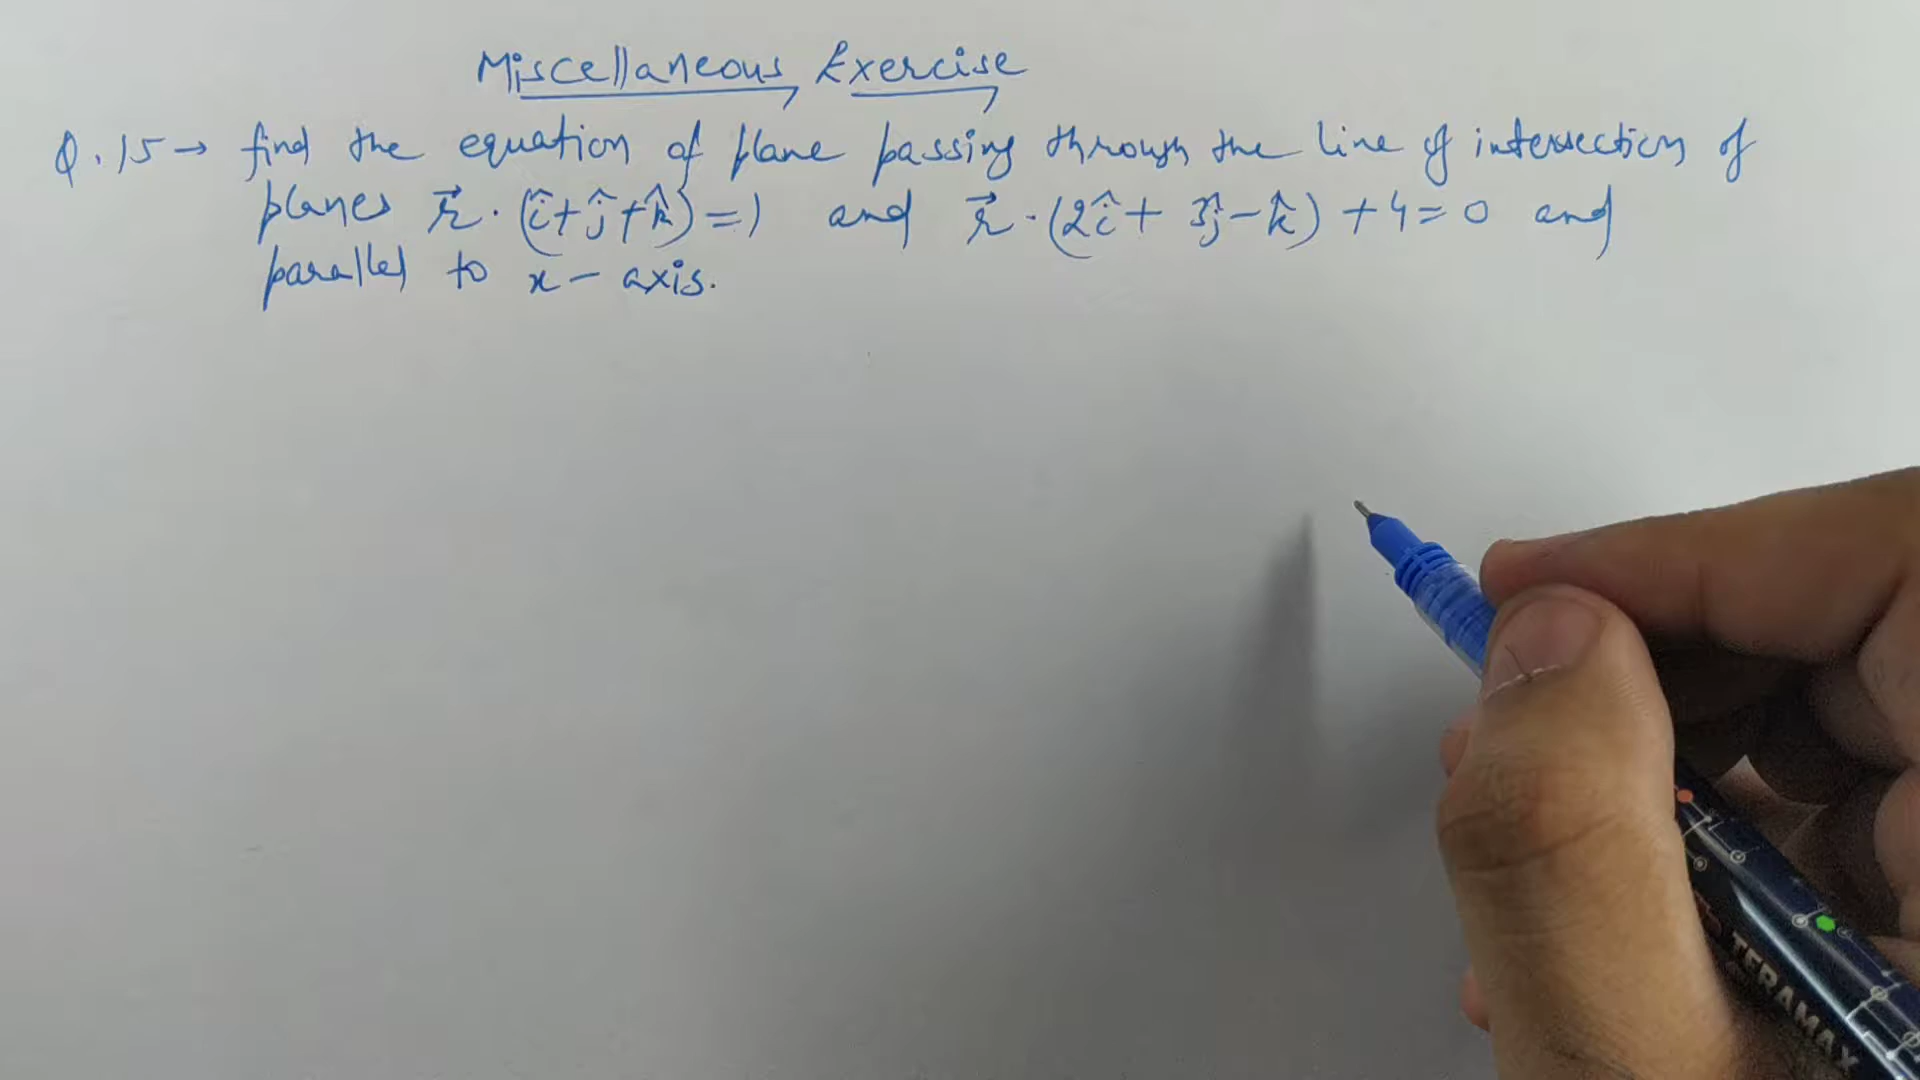 Miscellaneous Exercise
Q.15→ find the equation of plane passing through the line of intersection of
planes r⃗·(î+ĵ+k̂)=1 and r⃗·(2î+3ĵ-k̂)+4=0 and
parallel to x-axis.
TERAMAX